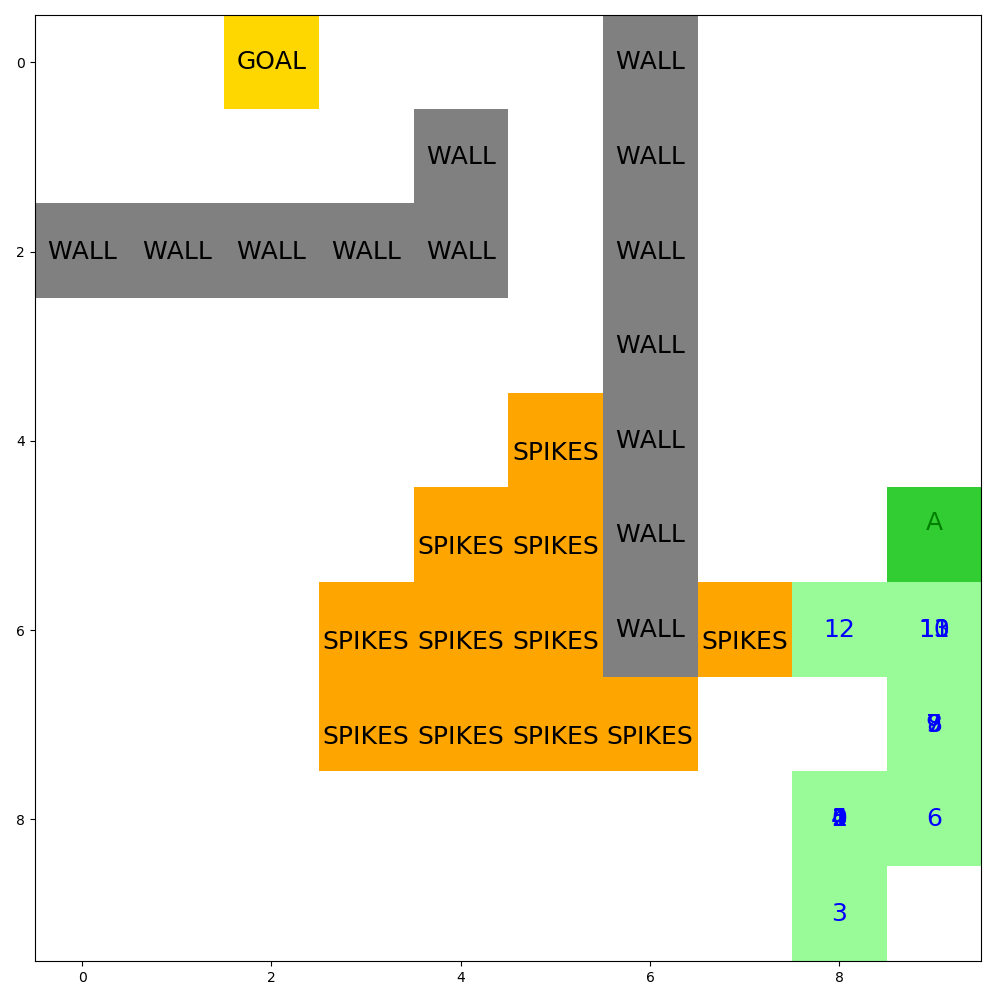 0 GOAL WALL
WALL WALL
2 WALL WALL WALL WALL WALL WALL
WALL
4 SPIKES WALL
SPIKES SPIKES WALL A
6 SPIKES SPIKES SPIKES WALL SPIKES 12
SPIKES SPIKES SPIKES SPIKES
8 6
3
0 2 4 6 8